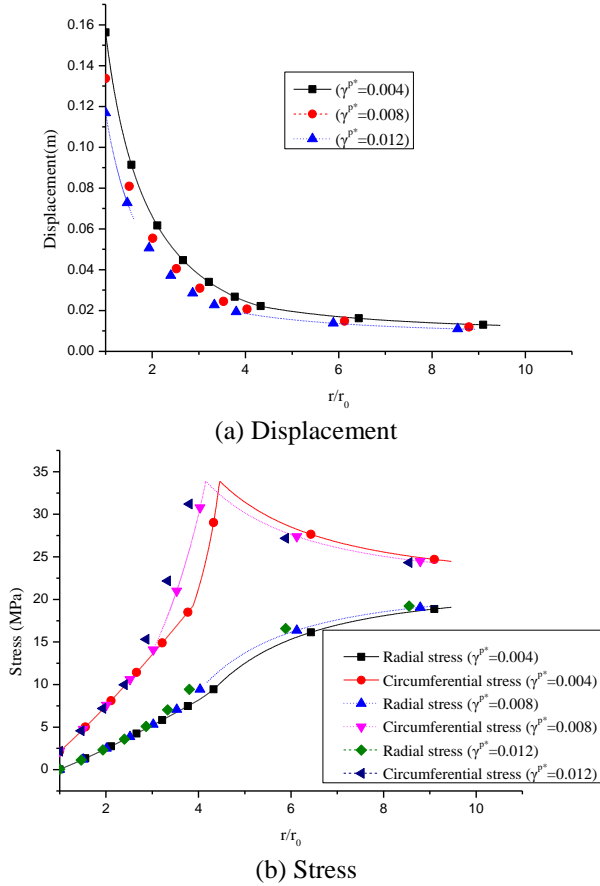 0.16
0.14
0.12
0.10
0.08
0.06
0.04
0.02
0.00
Displacement(m)
(γᵖ*=0.004)
(γᵖ*=0.008)
(γᵖ*=0.012)
2 4 6 8 10
r/r₀
(a) Displacement
35
30
25
20
15
10
5
0
Stress (MPa)
Radial stress (γᵖ*=0.004)
Circumferential stress (γᵖ*=0.004)
Radial stress (γᵖ*=0.008)
Circumferential stress (γᵖ*=0.008)
Radial stress (γᵖ*=0.012)
Circumferential stress (γᵖ*=0.012)
2 4 6 8 10
r/r₀
(b) Stress